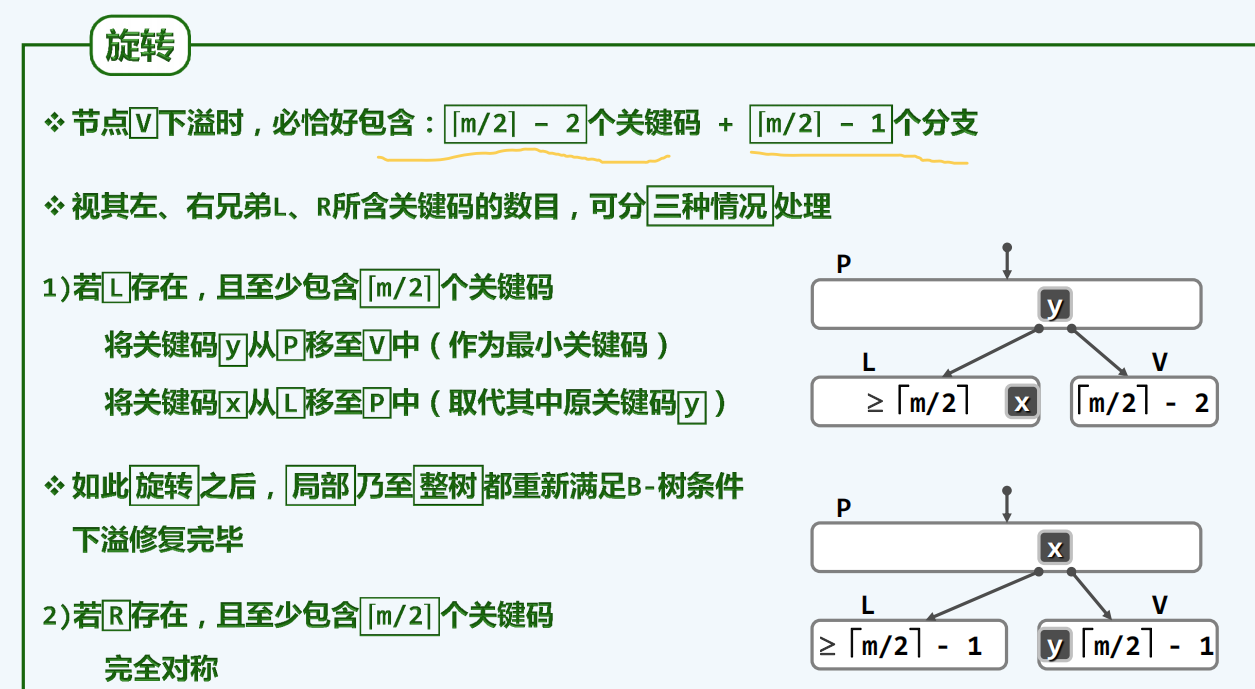 旋转
❖ 节点V下溢时，必恰好包含：⌈m/2⌉ - 2个关键码 + ⌈m/2⌉ - 1个分支
❖ 视其左、右兄弟L、R所含关键码的数目，可分三种情况处理
1)若L存在，且至少包含⌈m/2⌉个关键码
将关键码y从P移至V中（作为最小关键码）
将关键码x从L移至P中（取代其中原关键码y）
❖ 如此旋转之后，局部乃至整树都重新满足B-树条件
下溢修复完毕
2)若R存在，且至少包含⌈m/2⌉个关键码
完全对称
P
y
L V
≥ ⌈m/2⌉ x ⌈m/2⌉ - 2
P
x
L V
≥ ⌈m/2⌉ - 1 y ⌈m/2⌉ - 1